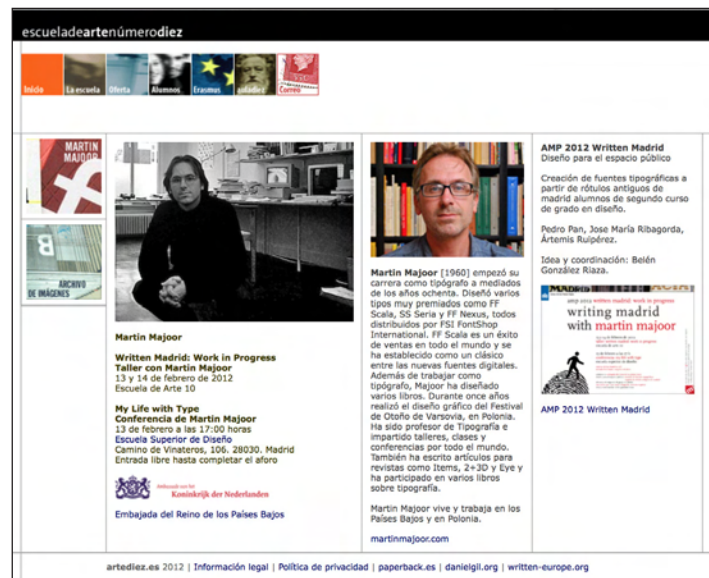 escueladeartenúmerodiez
Inicio
La escuela
Oferta
Alumnos
Erasmus
aidadiez
Correo
MARTIN
MAJOOR
ARCHIVO
DE IMÁGENES
Martin Majoor
Written Madrid: Work in Progress
Taller con Martin Majoor
13 y 14 de febrero de 2012
Escuela de Arte 10
My Life with Type
Conferencia de Martin Majoor
13 de febrero a las 17:00 horas
Escuela Superior de Diseño
Camino de Vinateros, 106. 28030. Madrid
Entrada libre hasta completar el aforo
Koninkrijk der Nederlanden
Embajada del Reino de los Países Bajos
Martin Majoor [1960] empezó su
carrera como tipógrafo a mediados
de los años ochenta. Diseñó varios
tipos muy premiados como FF
Scala, SS Seria y FF Nexus, todos
distribuidos por FSI FontShop
International. FF Scala es un éxito
de ventas en todo el mundo y se
ha establecido como un clásico
entre las nuevas fuentes digitales.
Además de trabajar como
tipógrafo, Majoor ha diseñado
varios libros. Durante once años
realizó el diseño gráfico del Festival
de Otoño de Varsovia, en Polonia.
Ha sido profesor de Tipografía e
impartido talleres, clases y
conferencias por todo el mundo.
También ha escrito artículos para
revistas como Items, 2+3D y Eye y
ha participado en varios libros
sobre tipografía.
Martin Majoor vive y trabaja en los
Países Bajos y en Polonia.
martinmajoor.com
AMP 2012 Written Madrid
Diseño para el espacio público
Creación de fuentes tipográficas a
partir de rótulos antiguos de
madrid alumnos de segundo curso
de grado en diseño.
Pedro Pan, Jose María Ribagorda,
Ártemis Ruipérez.
Idea y coordinación: Belén
González Riaza.
amp 2012 written madrid: work in progress
writing madrid
with martin majoor
AMP 2012 Written Madrid
artediez.es 2012 | Información legal | Política de privacidad | paperback.es | danielgil.org | written-europe.org